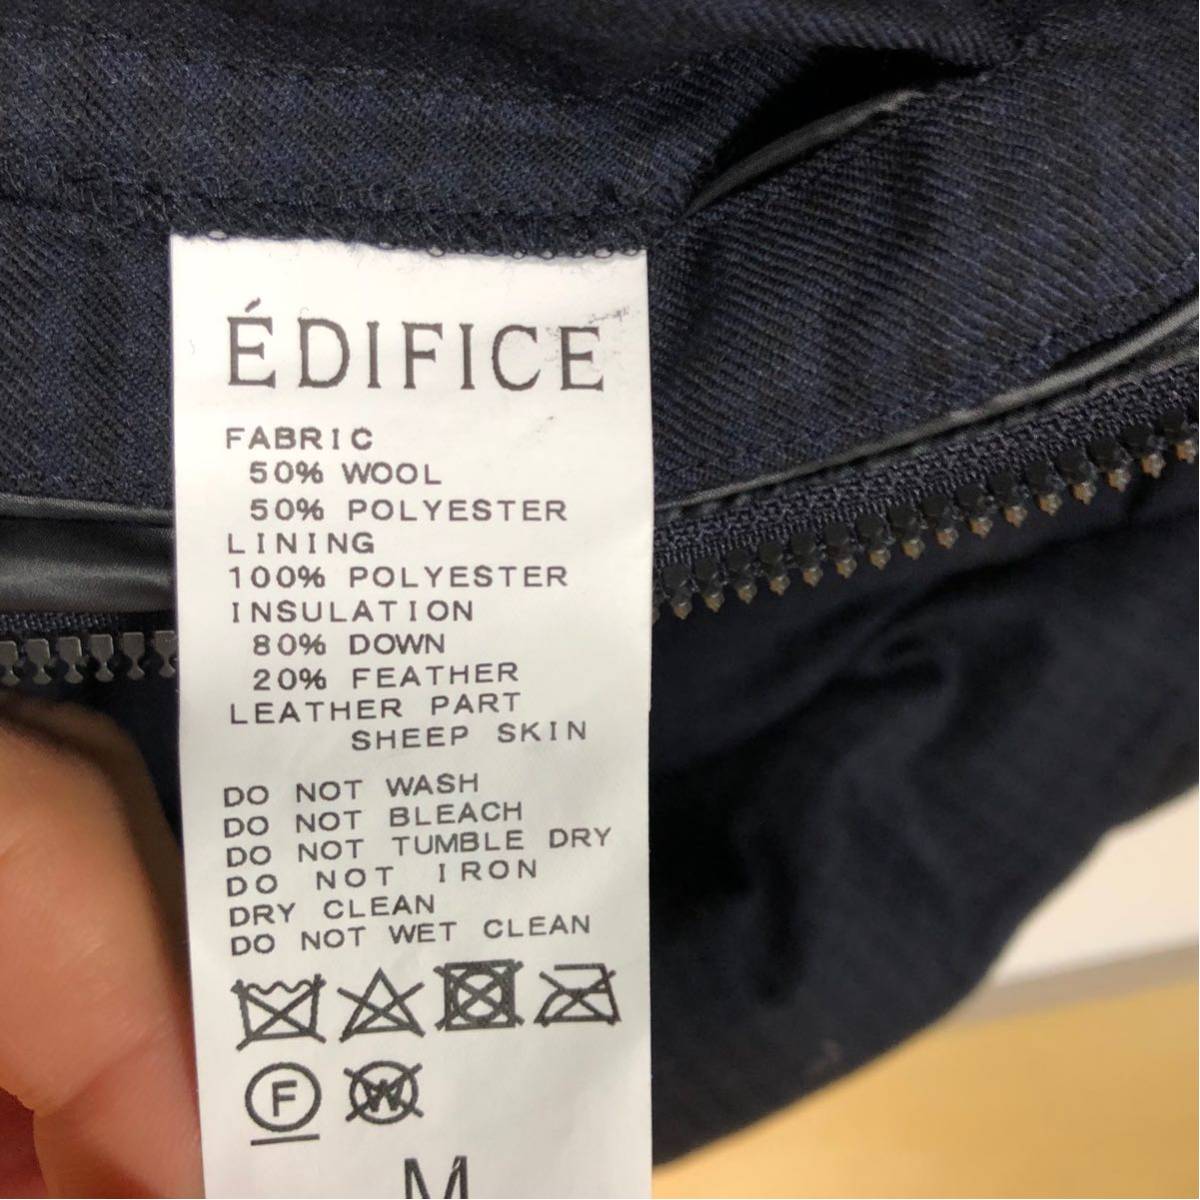 ÉDIFICE
FABRIC
50% WOOL
50% POLYESTER
LINING
100% POLYESTER
INSULATION
80% DOWN
20% FEATHER
LEATHER PART
SHEEP SKIN
DO NOT WASH
DO NOT BLEACH
DO NOT TUMBLE DRY
DO NOT IRON
DRY CLEAN
DO NOT WET CLEAN
F W
M